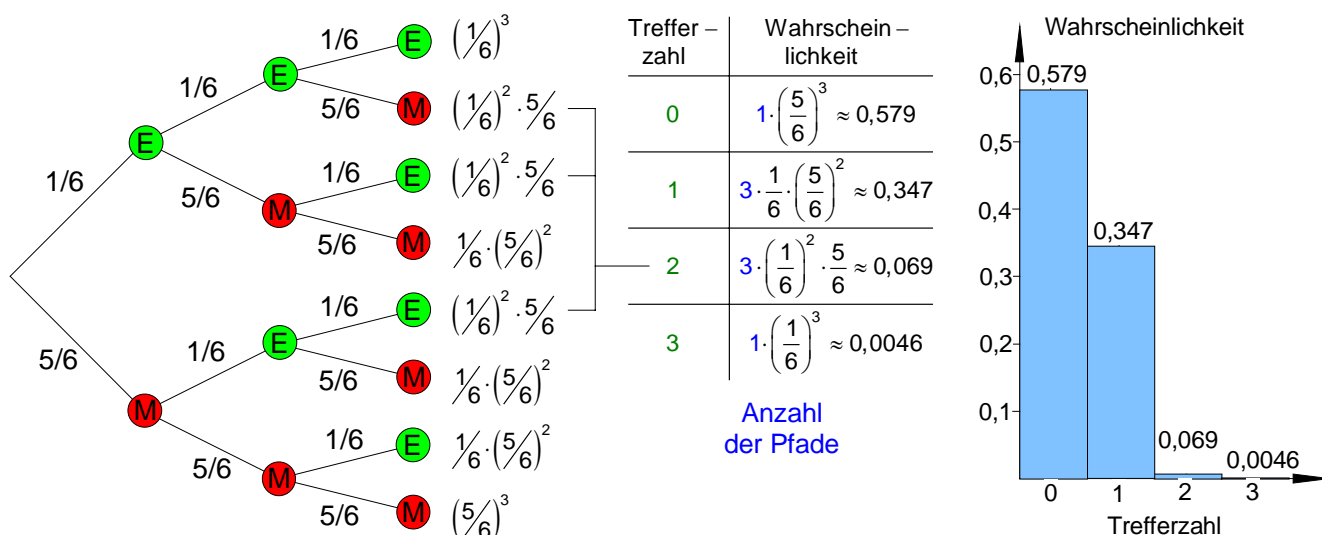 1/6
5/6
E
M
1/6
5/6
1/6
5/6
E
M
E
M
1/6
5/6
1/6
5/6
1/6
5/6
1/6
5/6
E (1/6)³
M (1/6)² · 5/6
E (1/6)² · 5/6
M 1/6 · (5/6)²
E (1/6)² · 5/6
M 1/6 · (5/6)²
E 1/6 · (5/6)²
M (5/6)³
Treffer – Wahrschein –
zahl lichkeit
0 1·(5/6)³ ≈ 0,579
1 3·1/6·(5/6)² ≈ 0,347
2 3·(1/6)²·5/6 ≈ 0,069
3 1·(1/6)³ ≈ 0,0046
Anzahl
der Pfade
Wahrscheinlichkeit
0,6
0,5
0,4
0,3
0,2
0,1
0,579
0,347
0,069
0,0046
0 1 2 3
Trefferzahl